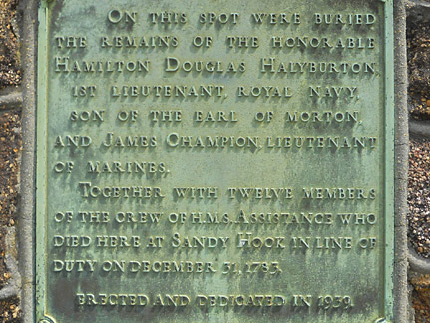 ON THIS SPOT WERE BURIED
THE REMAINS OF THE HONORABLE
HAMILTON DOUGLAS HALYBURTON
1ST LIEUTENANT, ROYAL NAVY,
SON OF THE EARL OF MORTON,
AND JAMES CHAMPION, LIEUTENANT
OF MARINES,
TOGETHER WITH TWELVE MEMBERS
OF THE CREW OF H.M.S. ASSISTANCE WHO
DIED HERE AT SANDY HOOK IN LINE OF
DUTY ON DECEMBER 31, 1783.
ERECTED AND DEDICATED IN 1939.